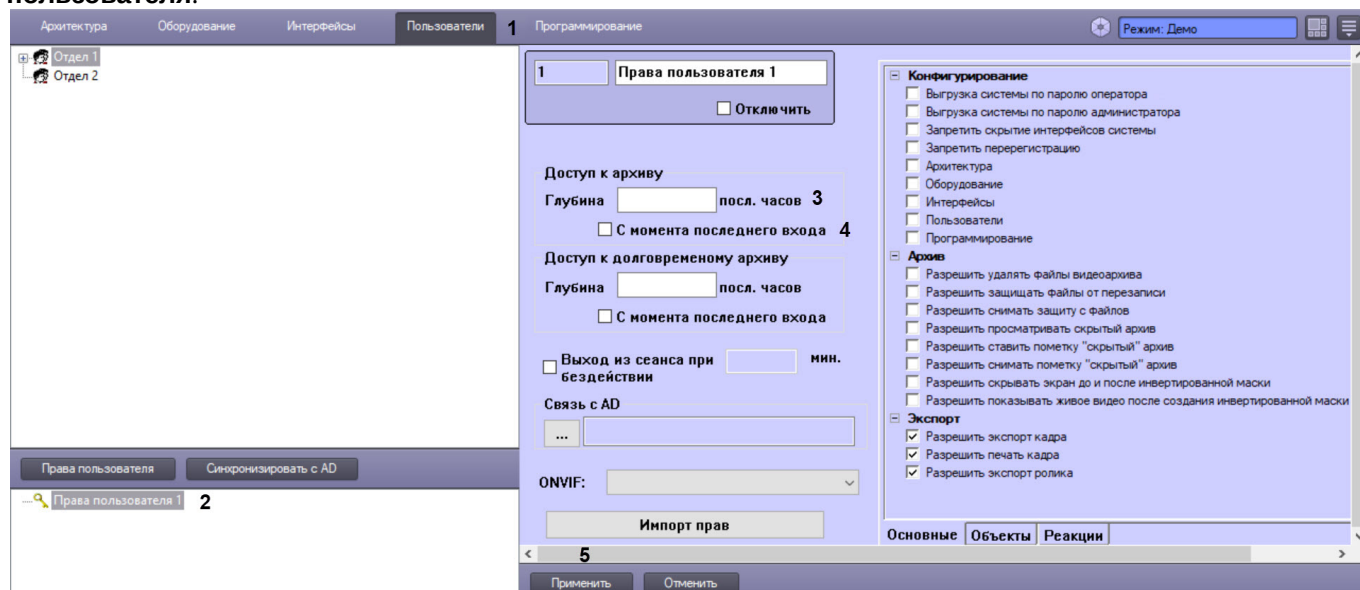 пользователя.
Архитектура Оборудование Интерфейсы Пользователи 1 Программирование Режим: Демо
Отдел 1
Отдел 2
1 Права пользователя 1
Отключить
Доступ к архиву
Глубина посл. часов 3
С момента последнего входа 4
Доступ к долговременому архиву
Глубина посл. часов
С момента последнего входа
Выход из сеанса при мин.
бездействии
Связь с AD
...
ONVIF:
Импорт прав
Конфигурирование
Выгрузка системы по паролю оператора
Выгрузка системы по паролю администратора
Запретить скрытие интерфейсов системы
Запретить перерегистрацию
Архитектура
Оборудование
Интерфейсы
Пользователи
Программирование
Архив
Разрешить удалять файлы видеоархива
Разрешить защищать файлы от перезаписи
Разрешить снимать защиту с файлов
Разрешить просматривать скрытый архив
Разрешить ставить пометку "скрытый" архив
Разрешить снимать пометку "скрытый" архив
Разрешить скрывать экран до и после инвертированной маски
Разрешить показывать живое видео после создания инвертированной маски
Экспорт
Разрешить экспорт кадра
Разрешить печать кадра
Разрешить экспорт ролика
Основные Объекты Реакции
Права пользователя Синхронизировать с AD
Права пользователя 1 2
5
Применить Отменить